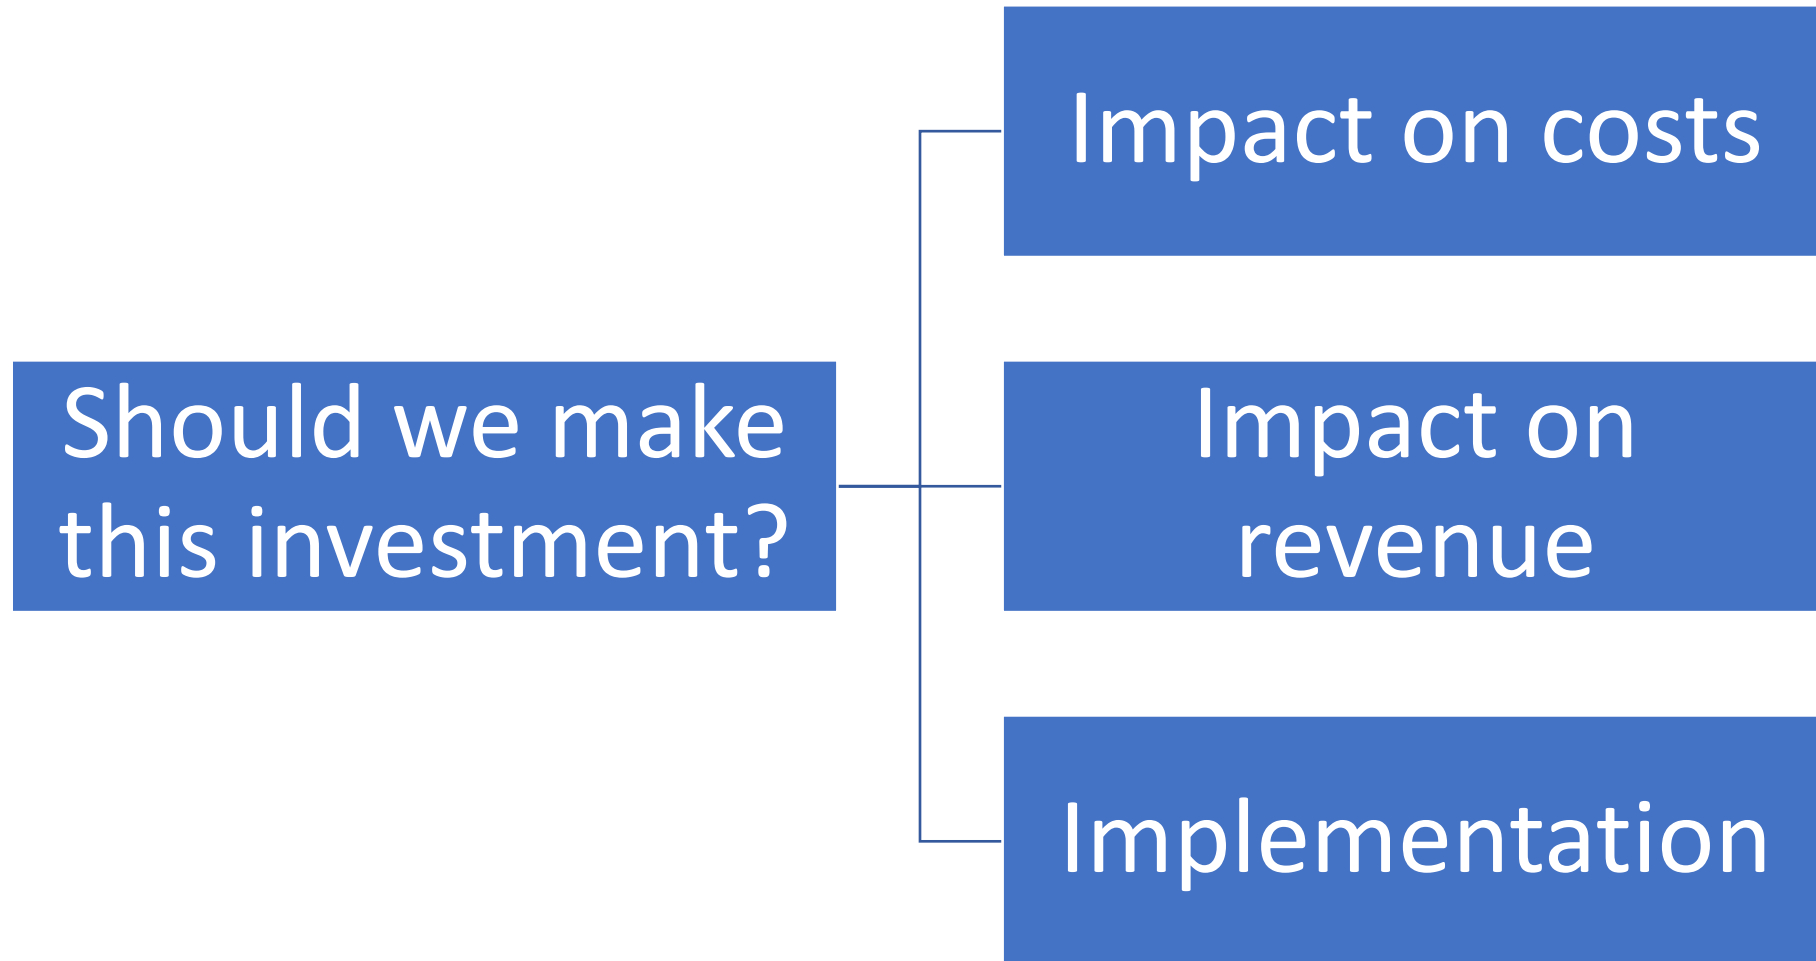 Impact on costs
Should we make
this investment?
Impact on
revenue
Implementation